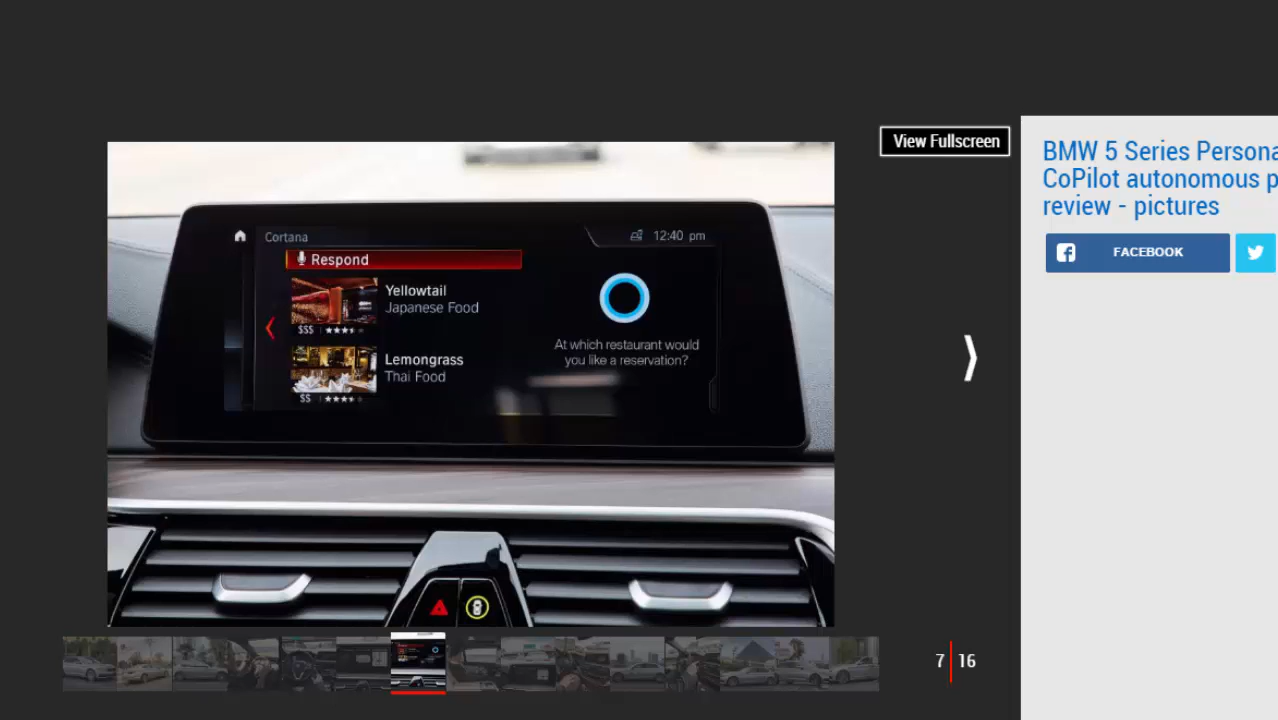 View Fullscreen
BMW 5 Series Persona
CoPilot autonomous p
review - pictures
FACEBOOK
Cortana
12:40 pm
Respond
Yellowtail
Japanese Food
$$$
Lemongrass
Thai Food
$$
At which restaurant would
you like a reservation?
7 16